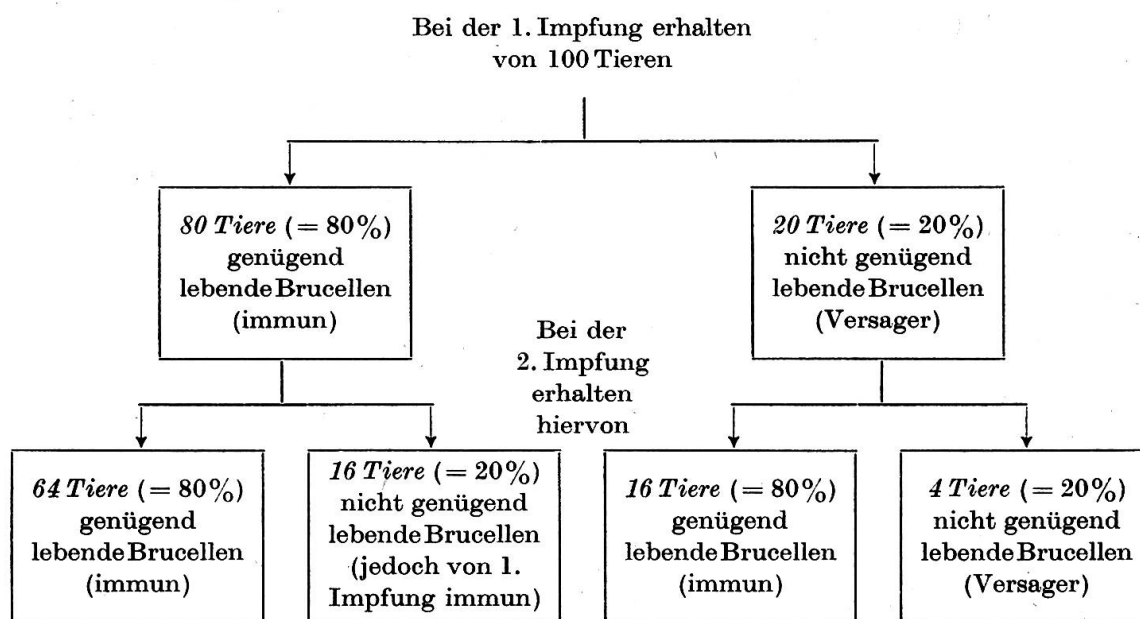 Bei der 1. Impfung erhalten
von 100 Tieren
80 Tiere (= 80%)
genügend
lebende Brucellen
(immun)
20 Tiere (= 20%)
nicht genügend
lebende Brucellen
(Versager)
Bei der
2. Impfung
erhalten
hiervon
64 Tiere (= 80%)
genügend
lebende Brucellen
(immun)
16 Tiere (= 20%)
nicht genügend
lebende Brucellen
(jedoch von 1.
Impfung immun)
16 Tiere (= 80%)
genügend
lebende Brucellen
(immun)
4 Tiere (= 20%)
nicht genügend
lebende Brucellen
(Versager)